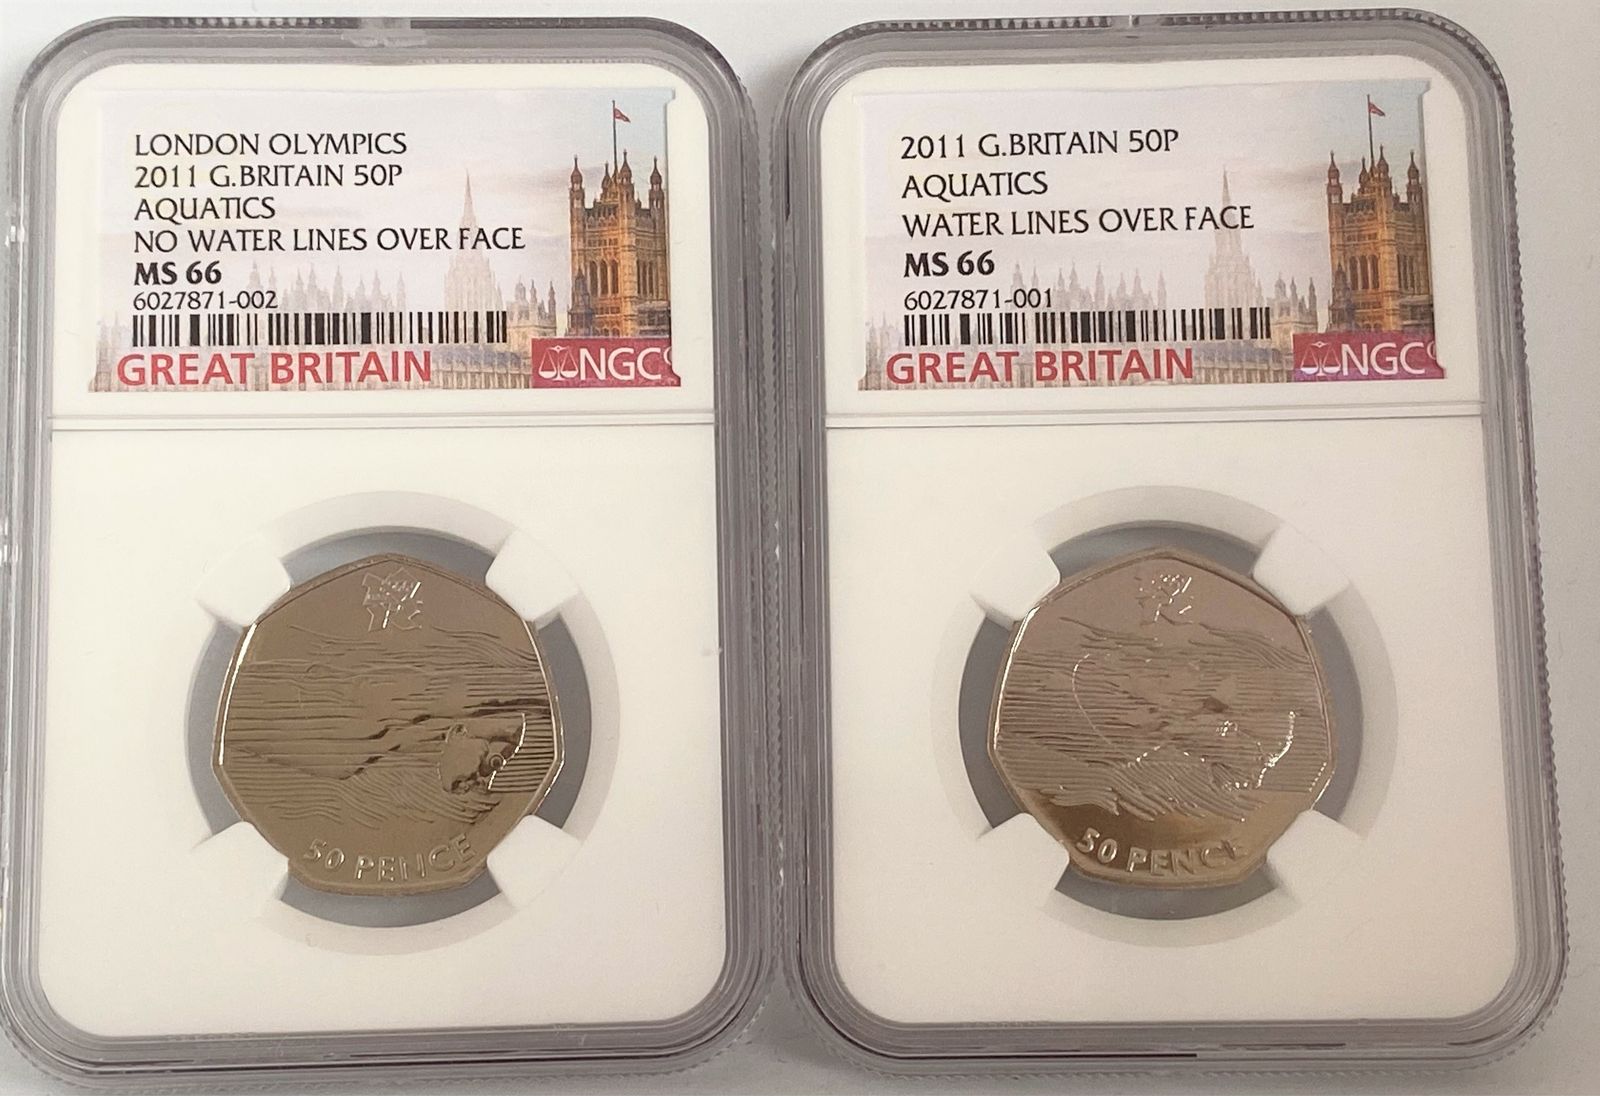 LONDON OLYMPICS
2011 G.BRITAIN 50P
AQUATICS
NO WATER LINES OVER FACE
MS 66
6027871-002
GREAT BRITAIN NGC
50 PENCE
2011 G.BRITAIN 50P
AQUATICS
WATER LINES OVER FACE
MS 66
6027871-001
GREAT BRITAIN NGC
50 PENCE